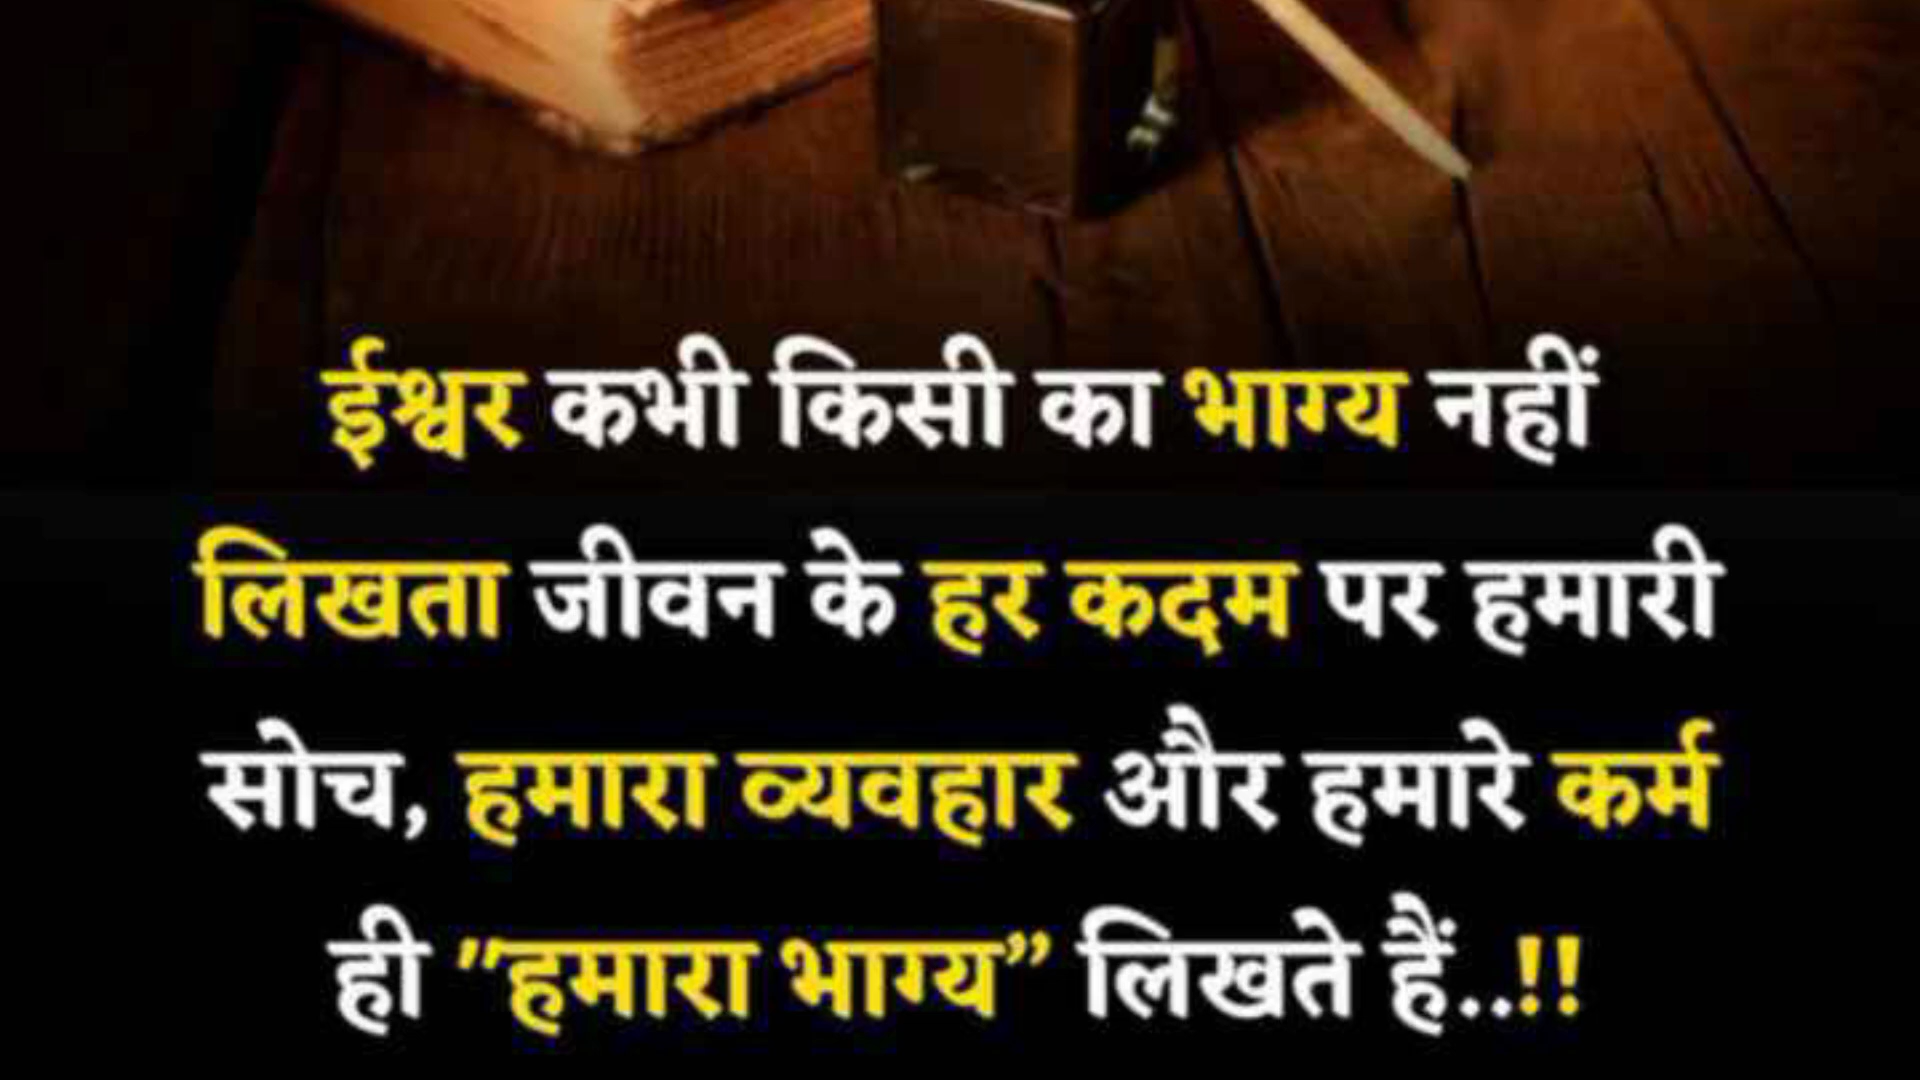 ईश्वर कभी किसी का भाग्य नहीं
लिखता जीवन के हर कदम पर हमारी
सोच, हमारा व्यवहार और हमारे कर्म
ही "हमारा भाग्य” लिखते हैं..!!